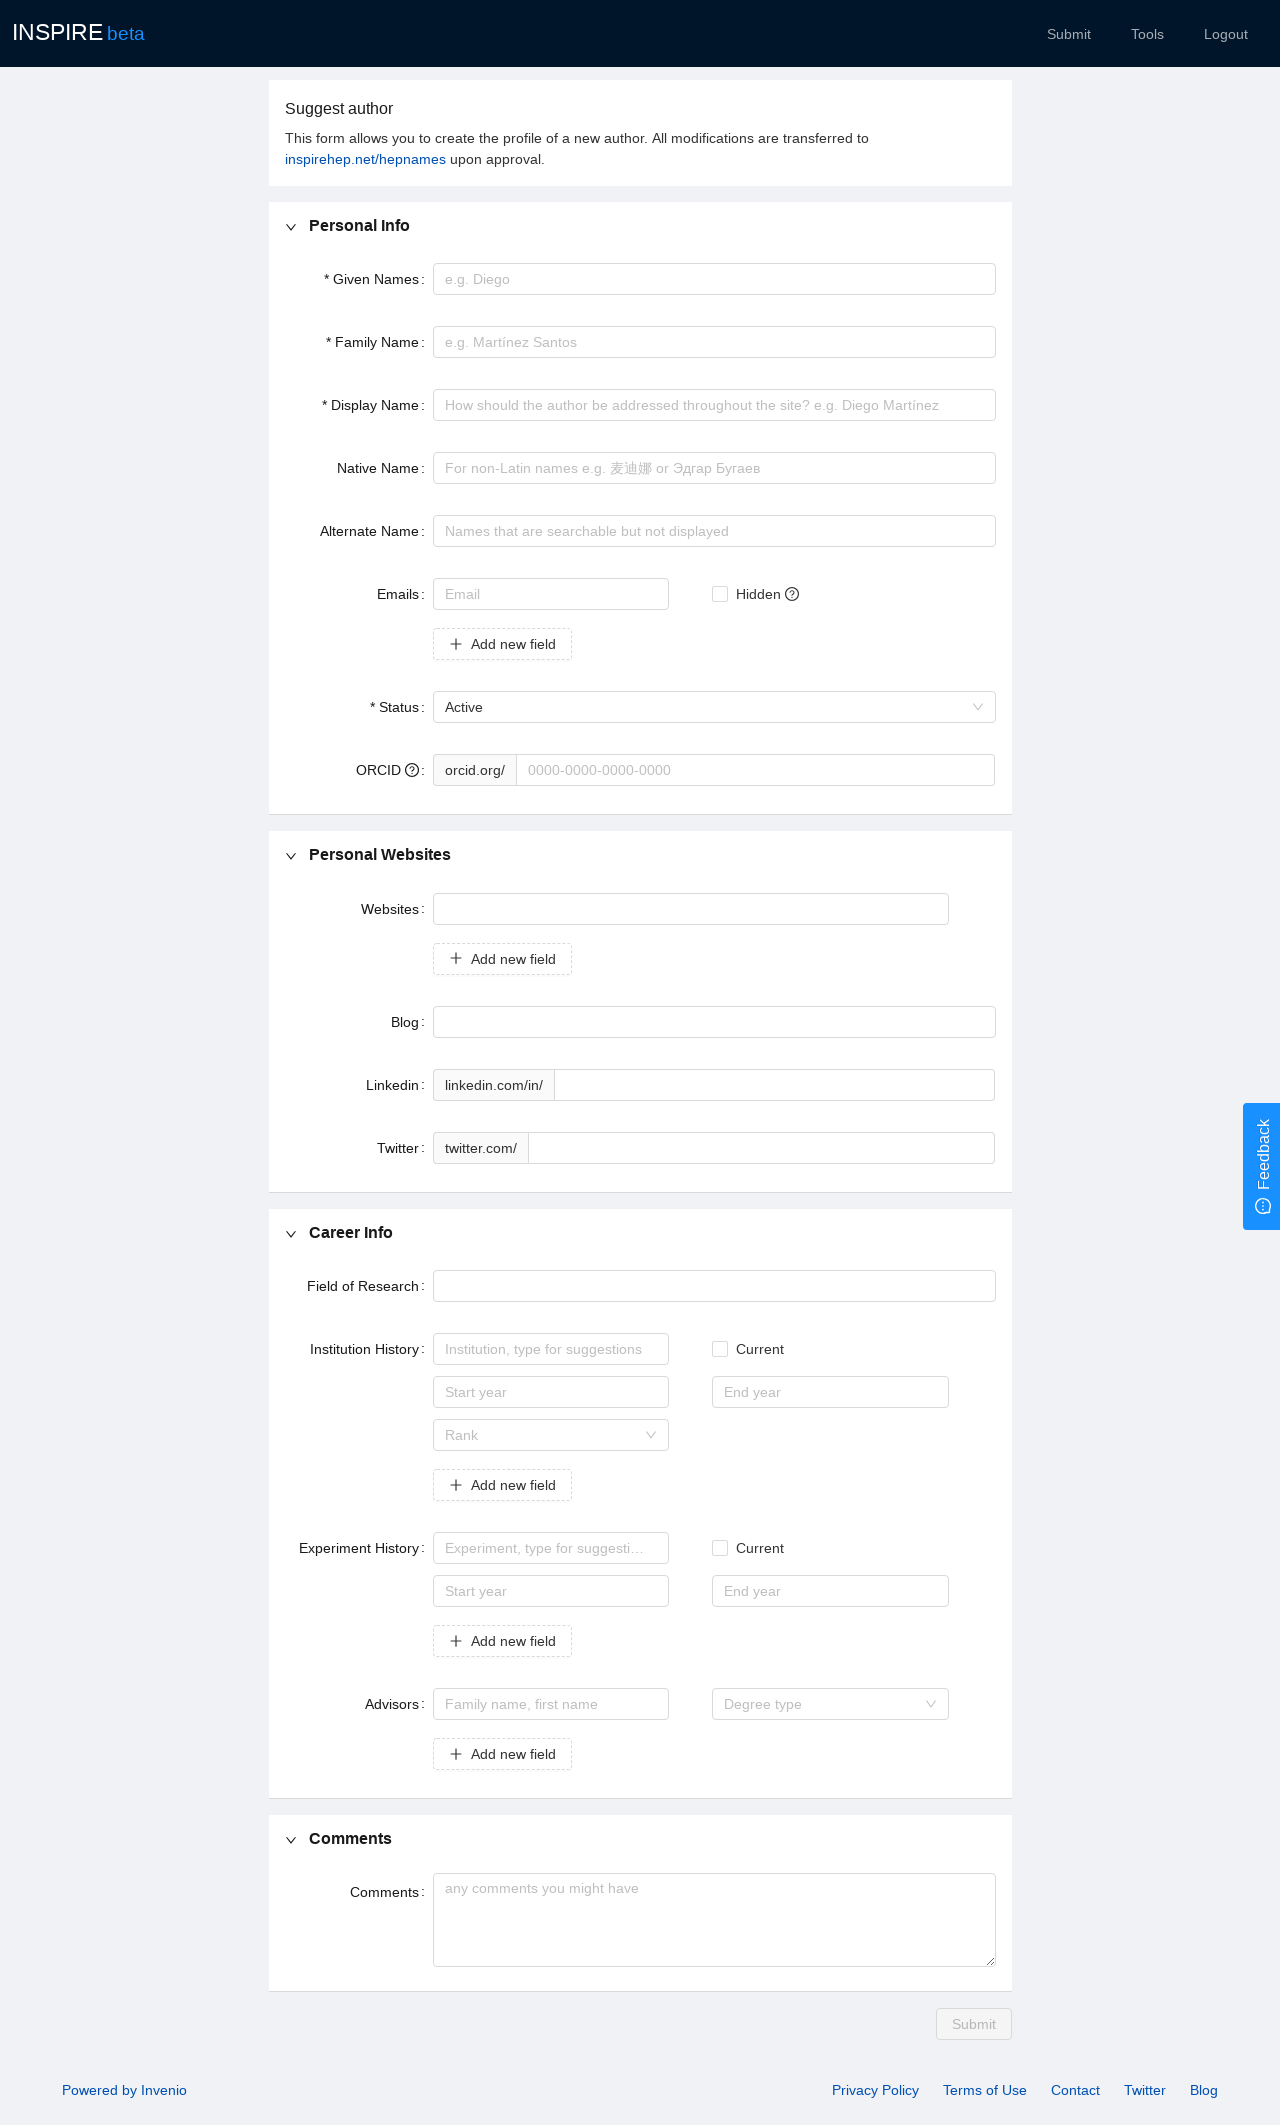 INSPIRE beta
Submit Tools Logout
Suggest author
This form allows you to create the profile of a new author. All modifications are transferred to
inspirehep.net/hepnames upon approval.
Personal Info
* Given Names: e.g. Diego
* Family Name: e.g. Martínez Santos
* Display Name: How should the author be addressed throughout the site? e.g. Diego Martínez
Native Name: For non-Latin names e.g. 麦迪娜 or Эдгар Бугаев
Alternate Name: Names that are searchable but not displayed
Emails: Email Hidden
Add new field
* Status: Active
ORCID : orcid.org/ 0000-0000-0000-0000
Personal Websites
Websites:
Add new field
Blog:
Linkedin: linkedin.com/in/
Feedback
Twitter: twitter.com/
Career Info
Field of Research:
Institution History: Institution, type for suggestions Current
Start year End year
Rank
Add new field
Experiment History: Experiment, type for suggesti... Current
Start year End year
Add new field
Advisors: Family name, first name Degree type
Add new field
Comments
Comments: any comments you might have
Submit
Powered by Invenio Privacy Policy Terms of Use Contact Twitter Blog